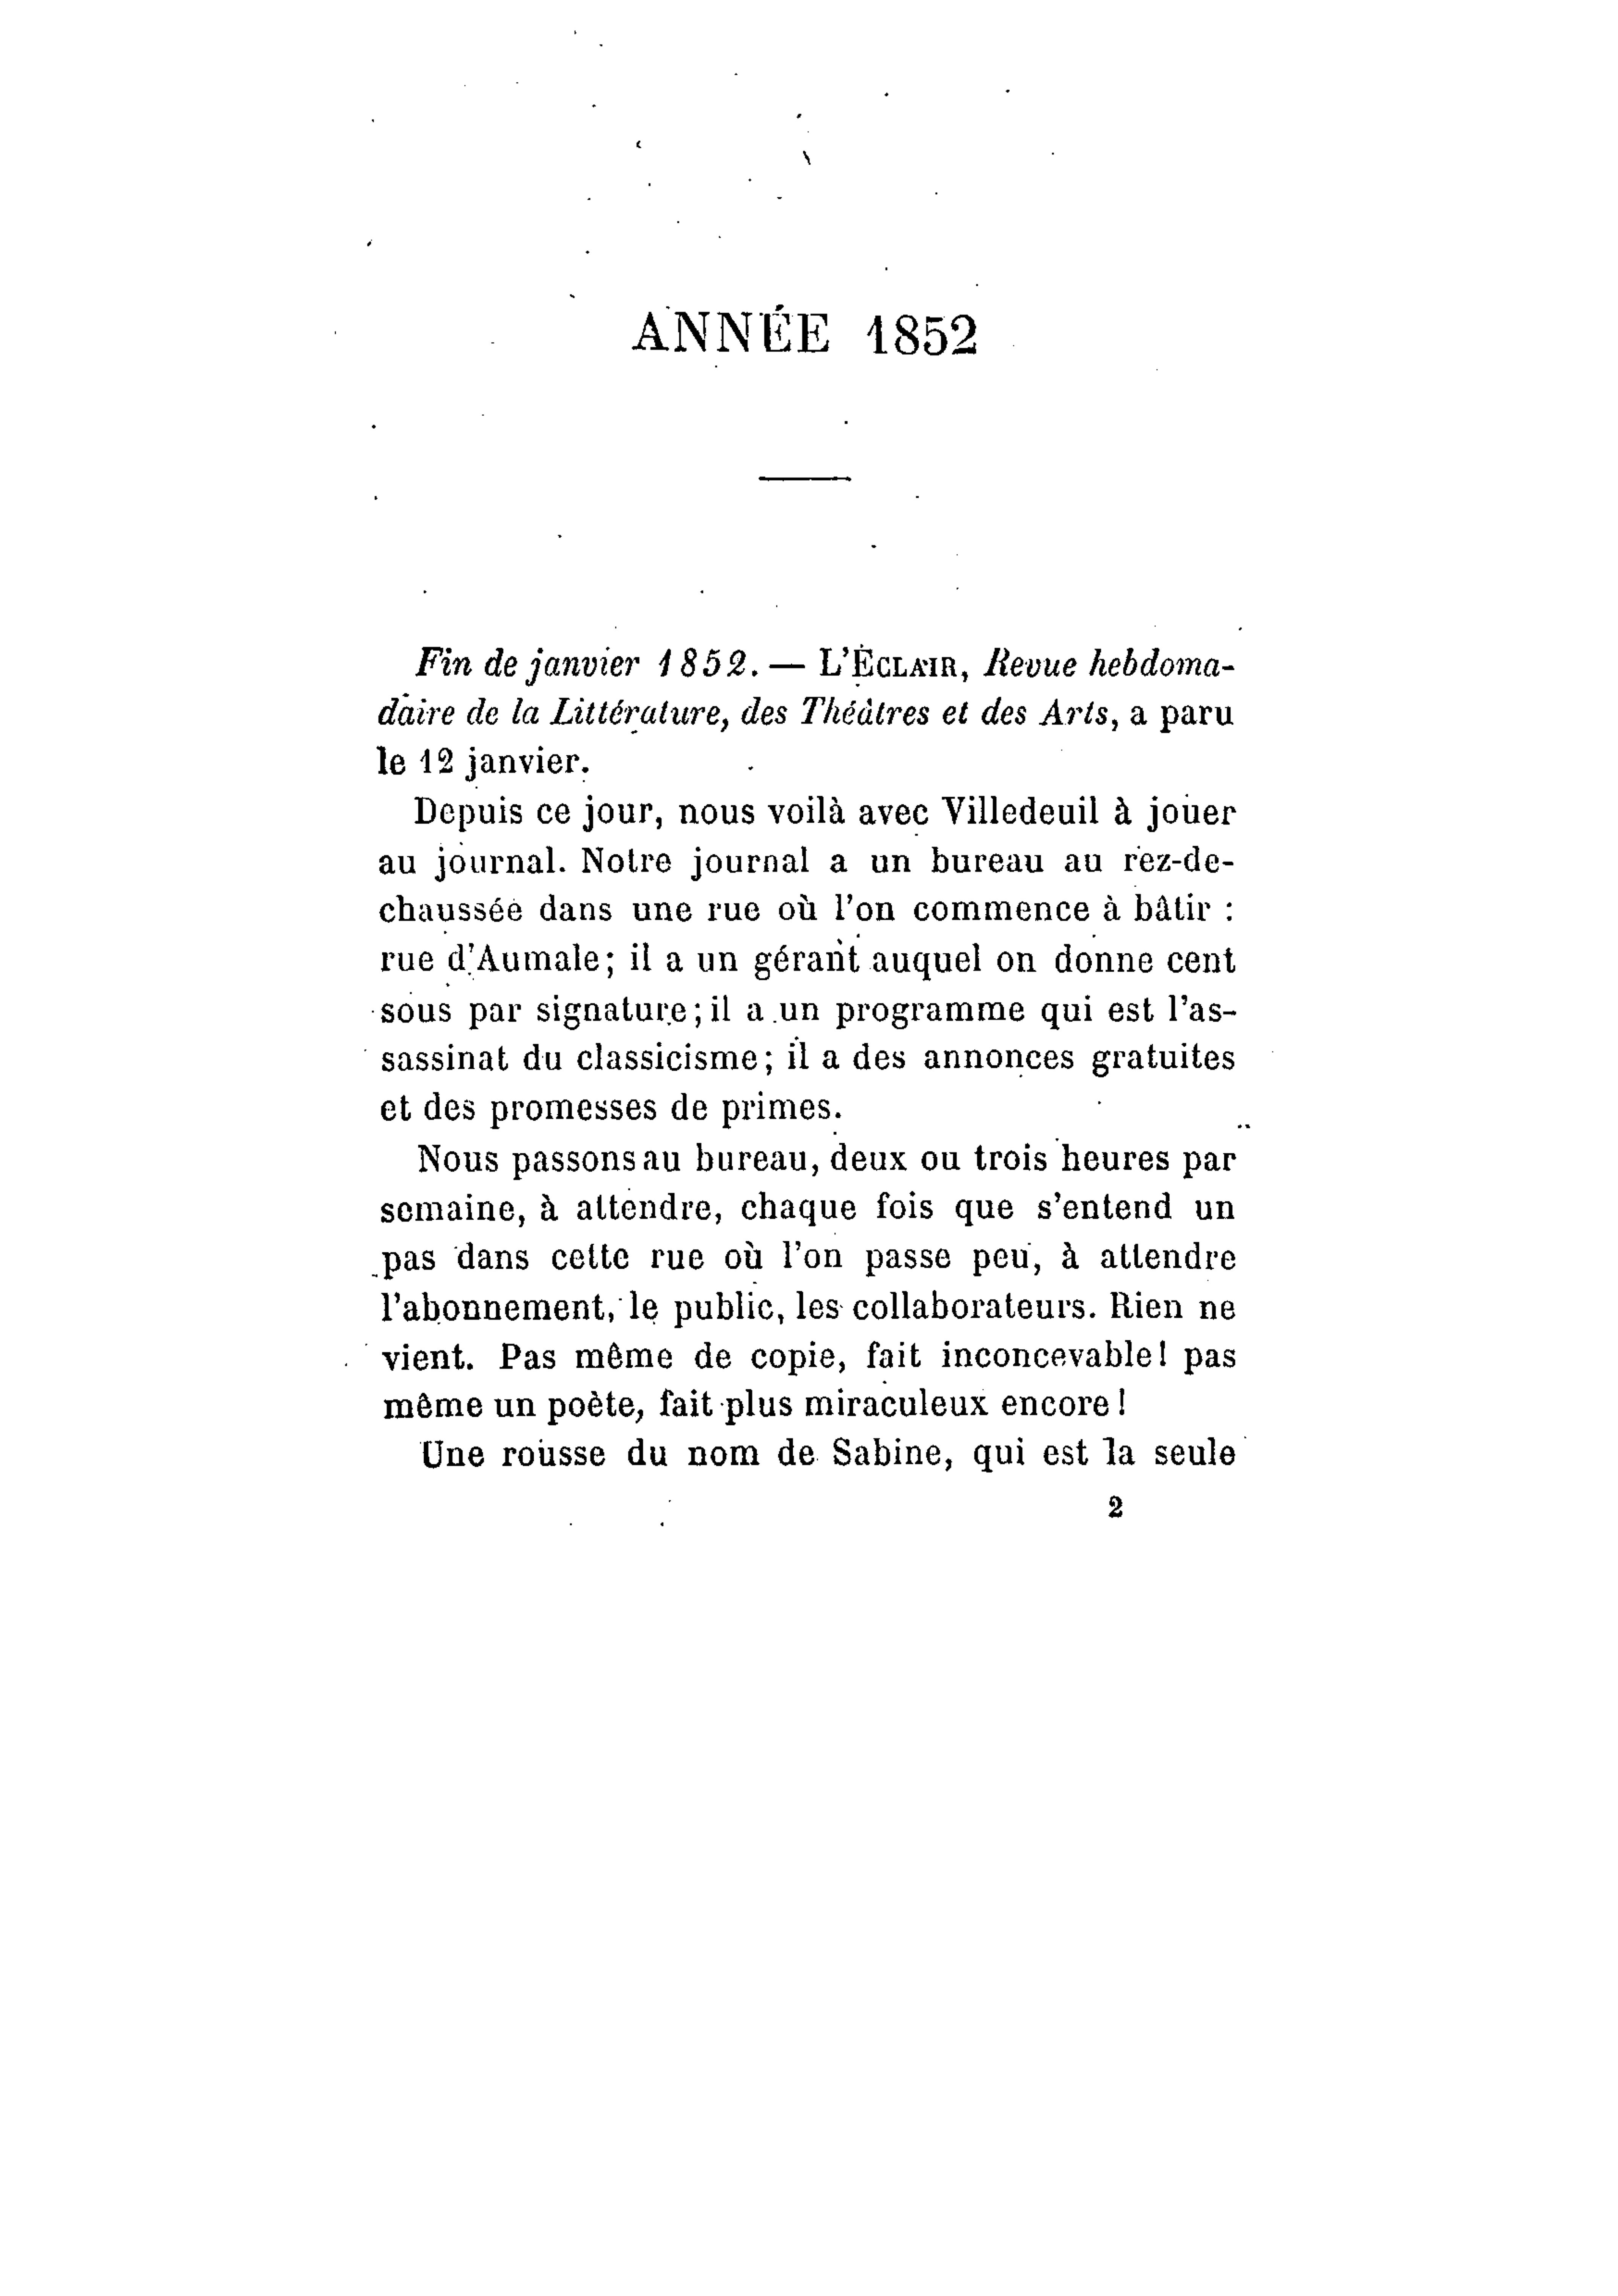 ANNÉE 1852
Fin de janvier 1852. — L'ÉCLAIR, Revue hebdoma-
daire de la Littérature, des Théâtres et des Arts, a paru
le 12 janvier.
Depuis ce jour, nous voilà avec Villedeuil à jouer
au journal. Notre journal a un bureau au rez-de-
chaussée dans une rue où l'on commence à bâtir :
rue d'Aumale; il a un gérant auquel on donne cent
sous par signature; il a un programme qui est l'as-
sassinat du classicisme; il a des annonces gratuites
et des promesses de primes.
Nous passons au bureau, deux ou trois heures par
semaine, à attendre, chaque fois que s'entend un
pas dans cette rue où l'on passe peu, à attendre
l'abonnement, le public, les collaborateurs. Rien ne
vient. Pas même de copie, fait inconcevable! pas
même un poète, fait plus miraculeux encore !
Une rousse du nom de Sabine, qui est la seule
2